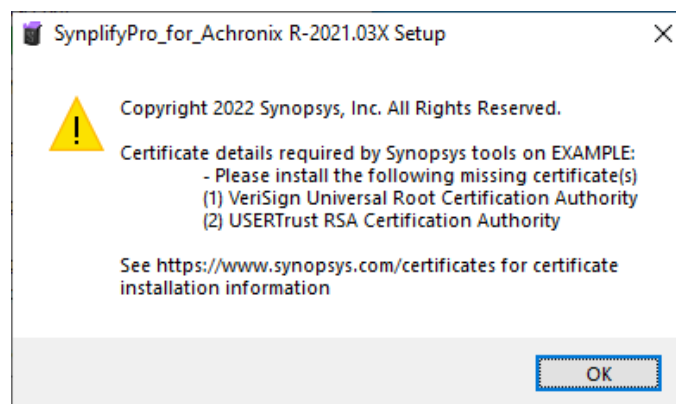 SynplifyPro_for_Achronix R-2021.03X Setup
Copyright 2022 Synopsys, Inc. All Rights Reserved.
Certificate details required by Synopsys tools on EXAMPLE:
- Please install the following missing certificate(s)
(1) VeriSign Universal Root Certification Authority
(2) USERTrust RSA Certification Authority
See https://www.synopsys.com/certificates for certificate
installation information
OK